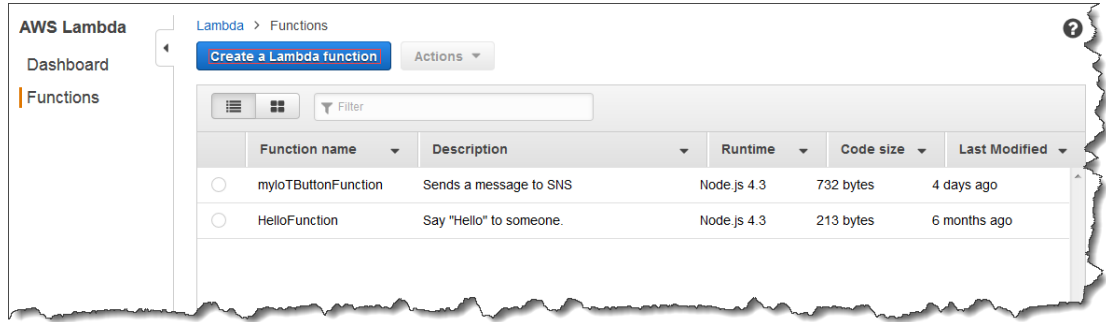 AWS Lambda
Dashboard
Functions
Lambda > Functions
Create a Lambda function Actions
Filter
Function name Description Runtime Code size Last Modified
myIoTButtonFunction Sends a message to SNS Node.js 4.3 732 bytes 4 days ago
HelloFunction Say "Hello" to someone. Node.js 4.3 213 bytes 6 months ago